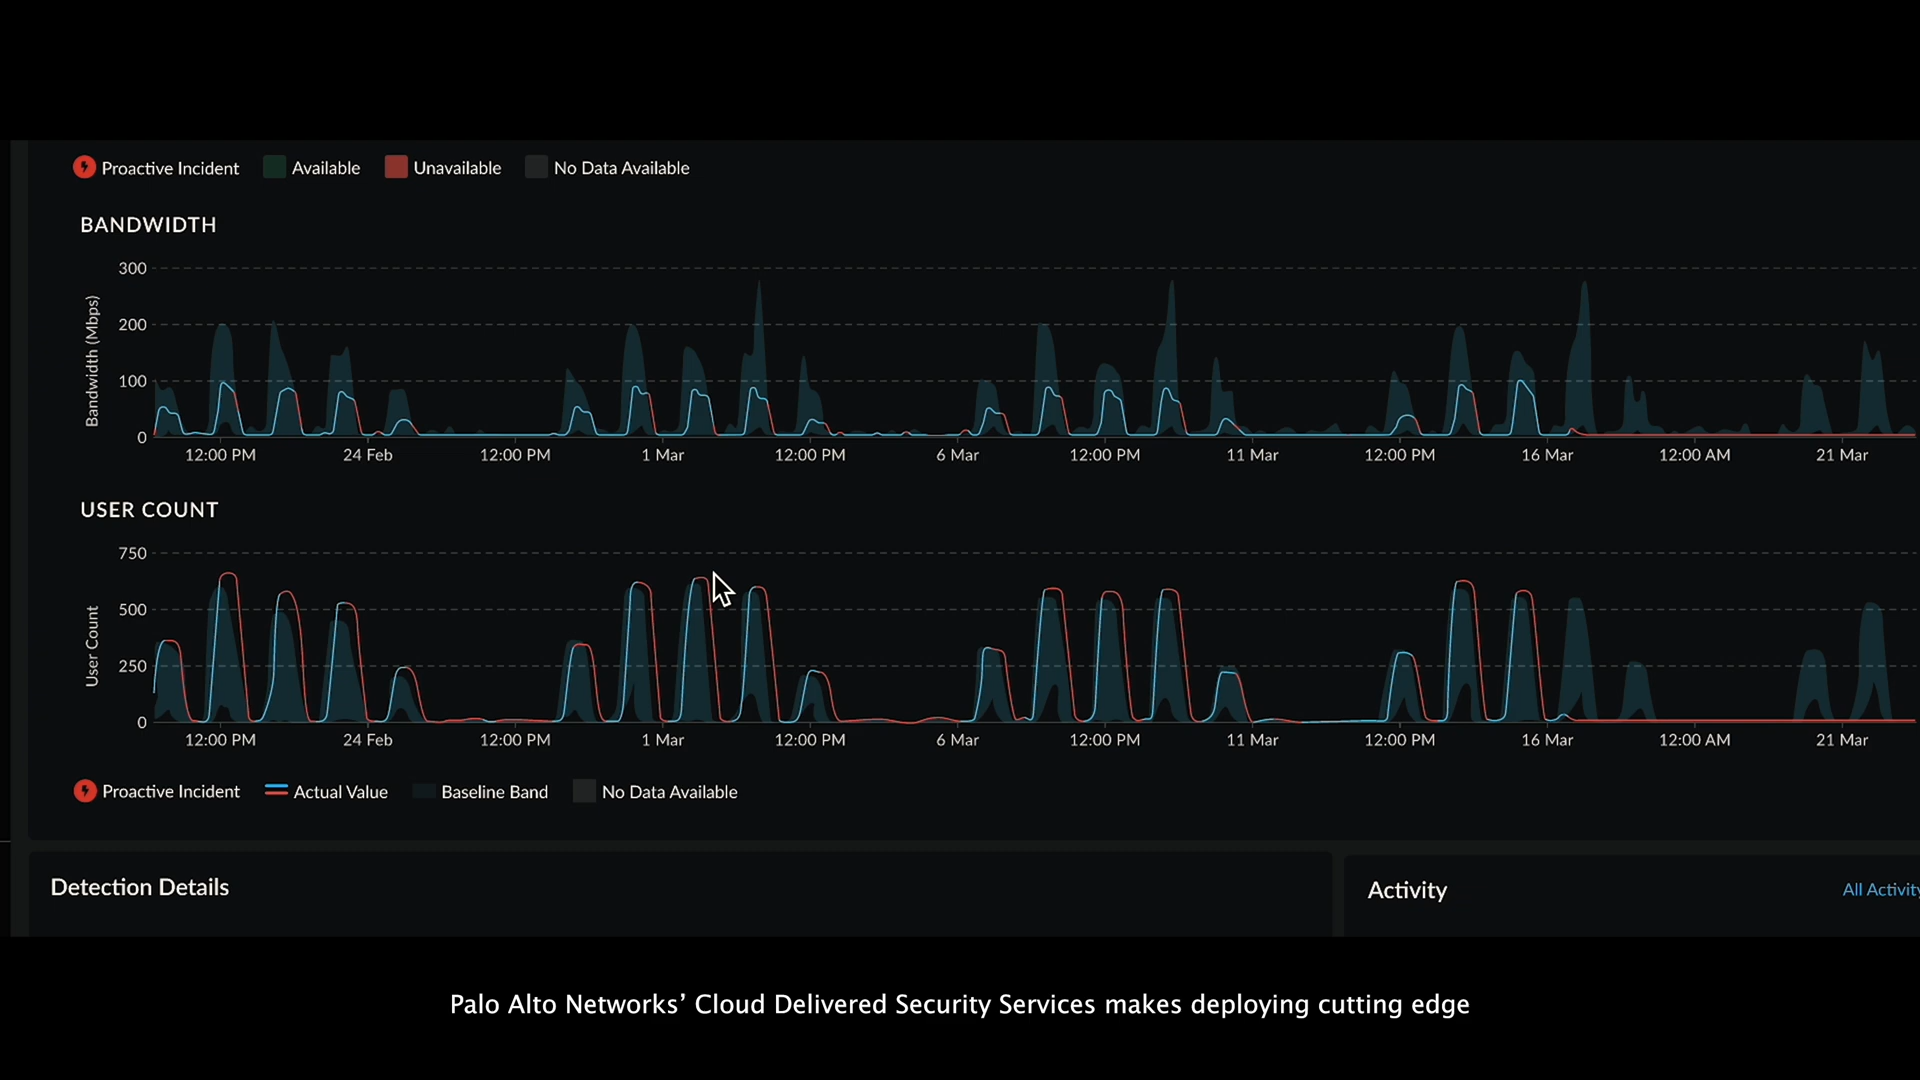 Proactive Incident Available Unavailable No Data Available
BANDWIDTH
Bandwidth (Mbps)
300
200
100
0
12:00 PM 24 Feb 12:00 PM 1 Mar 12:00 PM 6 Mar 12:00 PM 11 Mar 12:00 PM 16 Mar 12:00 AM 21 Mar
USER COUNT
User Count
750
500
250
0
12:00 PM 24 Feb 12:00 PM 1 Mar 12:00 PM 6 Mar 12:00 PM 11 Mar 12:00 PM 16 Mar 12:00 AM 21 Mar
Proactive Incident Actual Value Baseline Band No Data Available
Detection Details
Activity All Activity
Palo Alto Networks’ Cloud Delivered Security Services makes deploying cutting edge